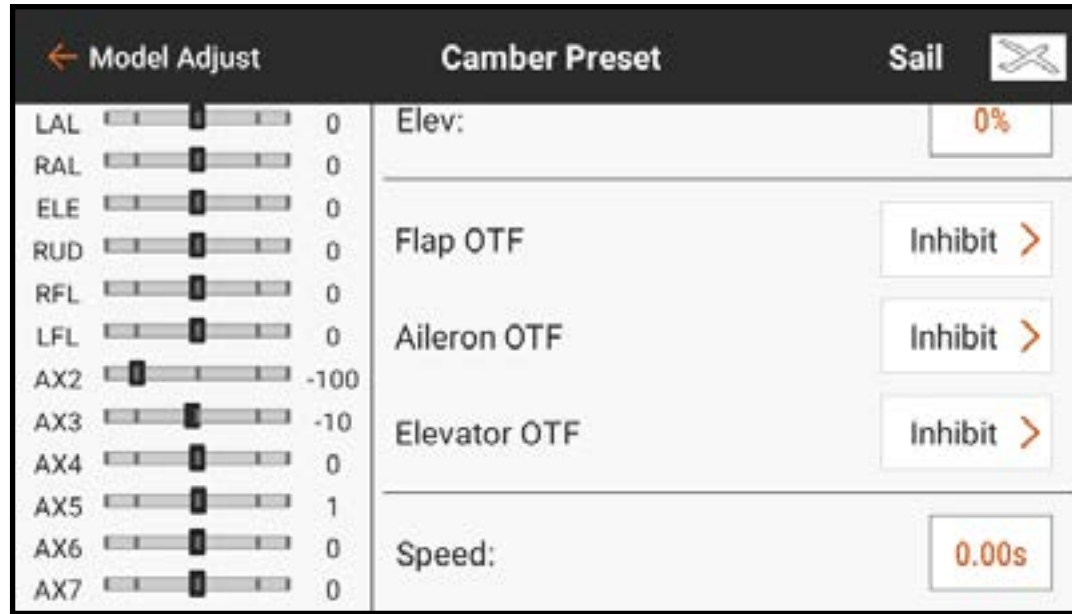 Model Adjust Camber Preset Sail
LAL 0
RAL 0
ELE 0
RUD 0
RFL 0
LFL 0
AX2 -100
AX3 -10
AX4 0
AX5 1
AX6 0
AX7 0
Elev: 0%
Flap OTF Inhibit >
Aileron OTF Inhibit >
Elevator OTF Inhibit >
Speed: 0.00s